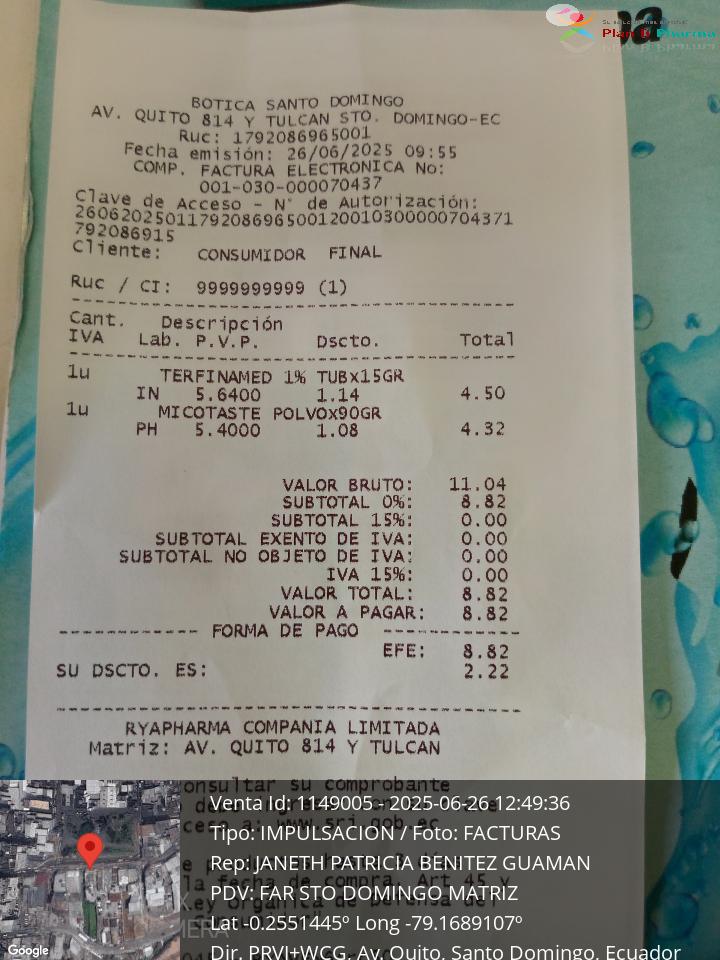 Plan D Pharma
BOTICA SANTO DOMINGO
AV. QUITO 814 Y TULCAN STO. DOMINGO-EC
Ruc: 1792086965001
Fecha emisión: 26/06/2025 09:55
COMP. FACTURA ELECTRONICA No:
001-030-000070437
Clave de Acceso - N° de Autorización:
2606202501179208696500120010300000704371
792086915
Cliente: CONSUMIDOR FINAL
Ruc / CI: 9999999999 (1)
Cant. Descripción
IVA Lab. P.V.P. Dscto. Total
1u TERFINAMED 1% TUBx15GR
IN 5.6400 1.14 4.50
1u MICOTASTE POLVOx90GR
PH 5.4000 1.08 4.32
VALOR BRUTO: 11.04
SUBTOTAL 0%: 8.82
SUBTOTAL 15%: 0.00
SUBTOTAL EXENTO DE IVA: 0.00
SUBTOTAL NO OBJETO DE IVA: 0.00
IVA 15%: 0.00
VALOR TOTAL: 8.82
VALOR A PAGAR: 8.82
----------- FORMA DE PAGO -----------
EFE: 8.82
SU DSCTO. ES: 2.22
RYAPHARMA COMPANIA LIMITADA
Matriz: AV. QUITO 814 Y TULCAN
onsultar su comprobante
Venta Id: 1149005 - 2025-06-26 12:49:36
Tipo: IMPULSACION / Foto: FACTURAS
Rep: JANETH PATRICIA BENITEZ GUAMAN
PDV: FAR STO DOMINGO MATRIZ
Lat -0.2551445º Long -79.1689107º
Dir. PRVJ+WCG, Av. Quito, Santo Domingo, Ecuador
Google